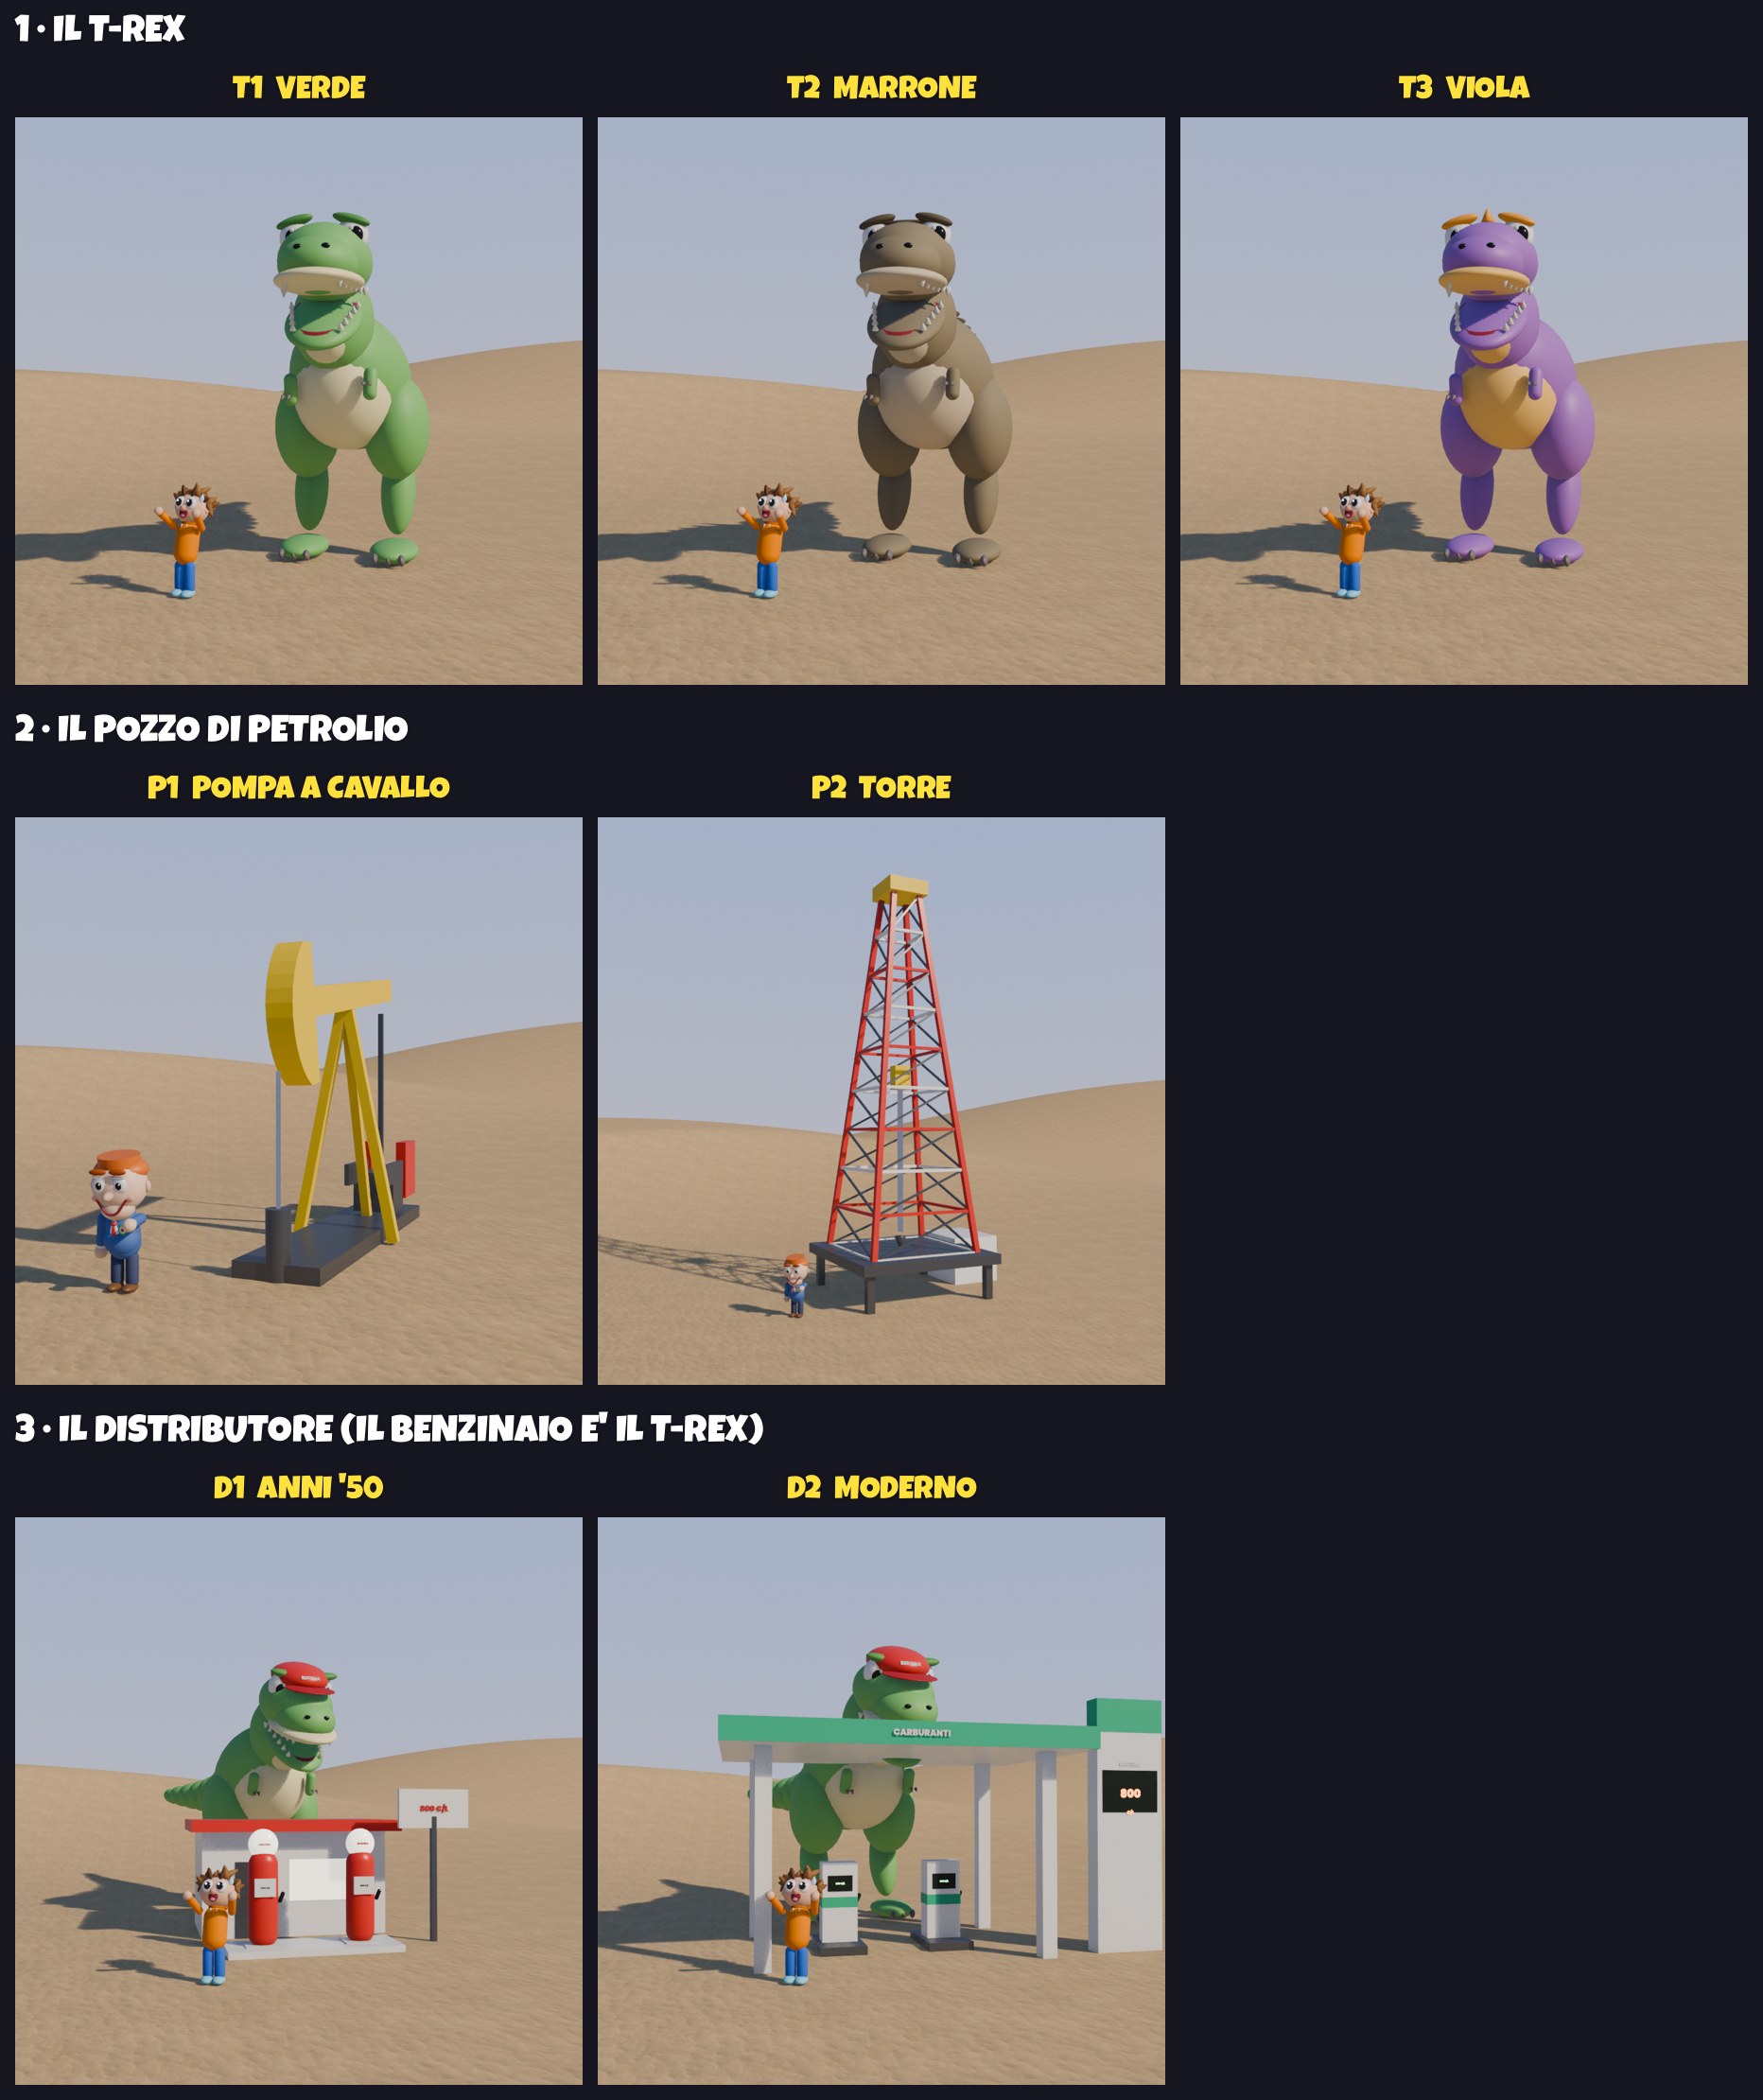 1 • IL T-REX
T1 VERDE
T2 MARRONE
T3 VIOLA
2 • IL POZZO DI PETROLIO
P1 POMPA A CAVALLO
P2 TORRE
3 • IL DISTRIBUTORE (IL BENZINAIO E' IL T-REX)
D1 ANNI '50
D2 MODERNO
CARBURANTI
800